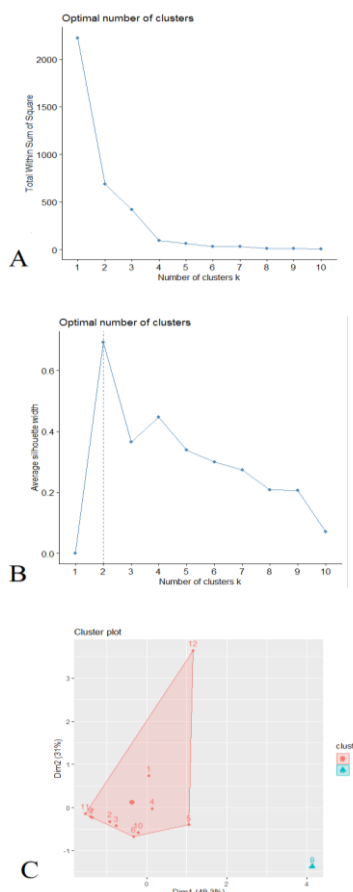 Optimal number of clusters
Total Within Sum of Square
2000
1500
1000
500
0
1 2 3 4 5 6 7 8 9 10
Number of clusters k
A
Optimal number of clusters
Average silhouette width
0.6
0.4
0.2
0.0
1 2 3 4 5 6 7 8 9 10
Number of clusters k
B
Cluster plot
Dim2 (31%)
3
2
1
0
-1
12
1
4
11
2
3
10
6
5
0 2 4
clust
C